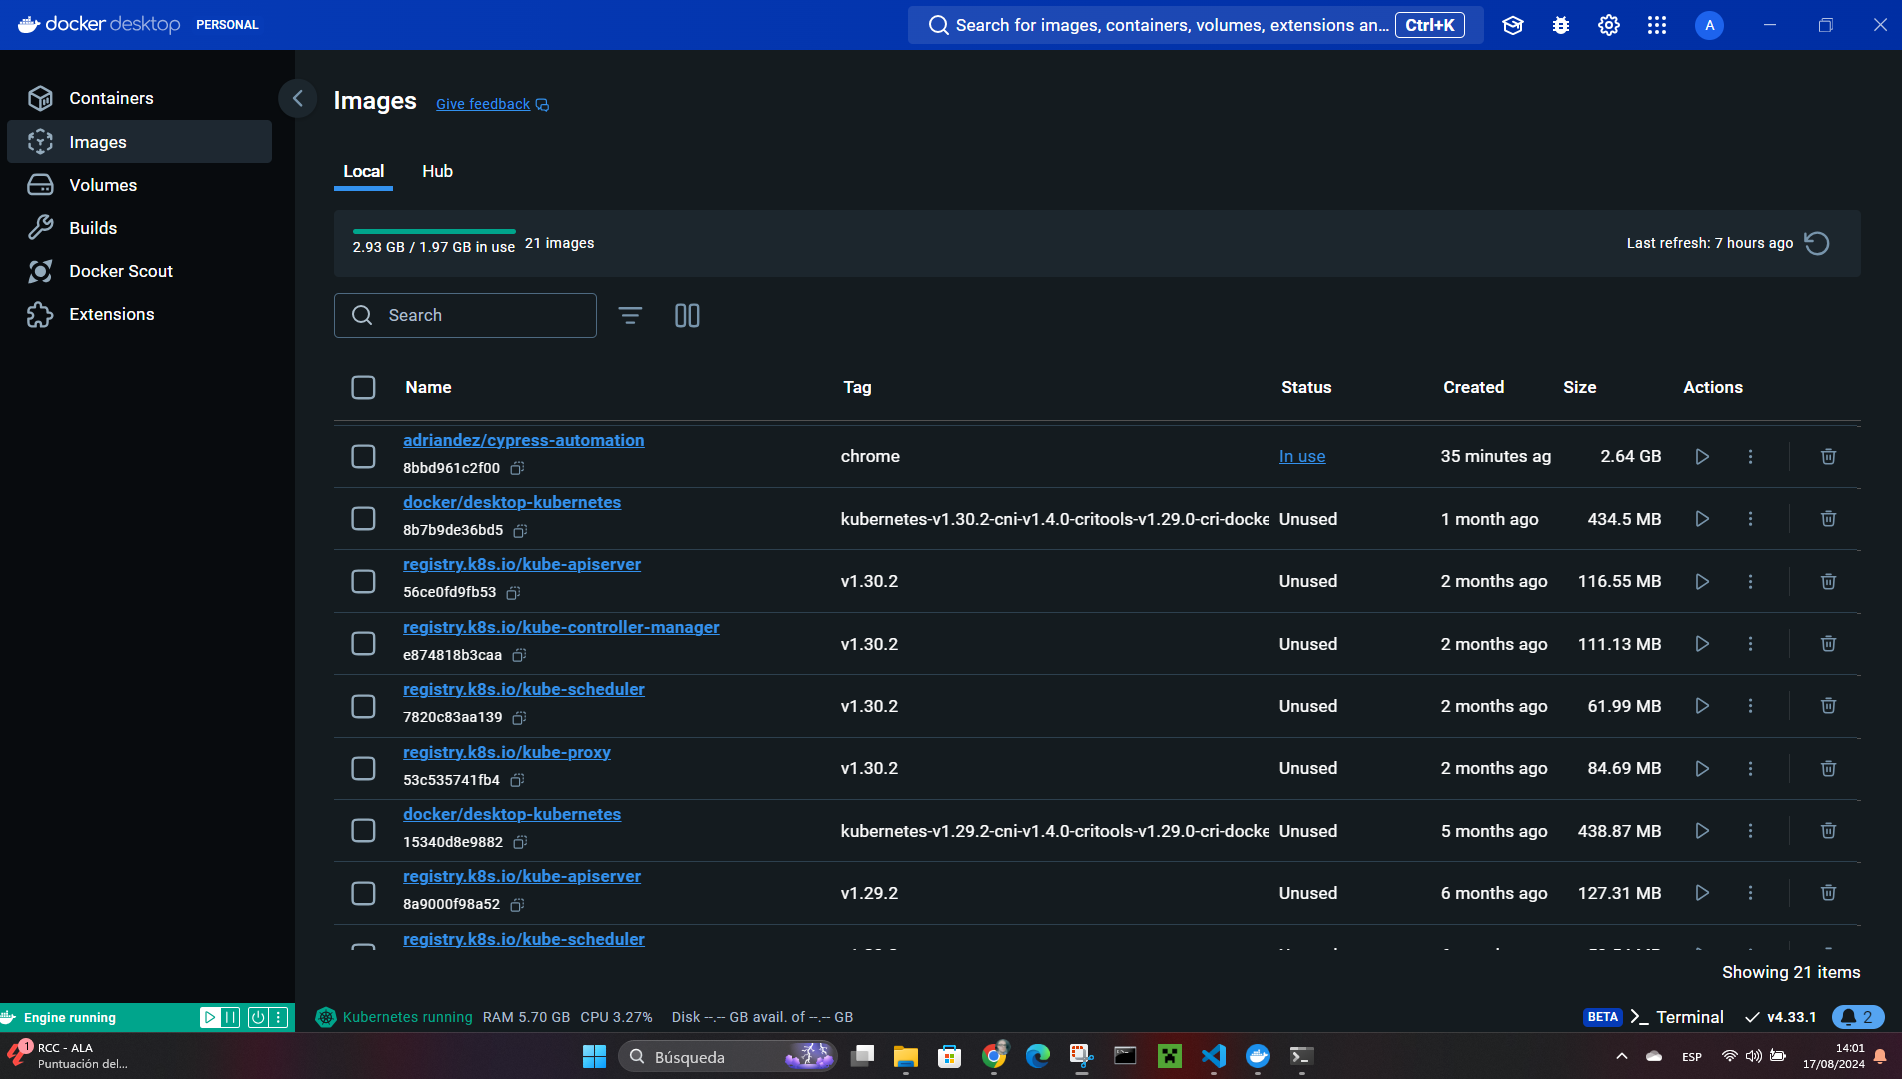 docker desktop PERSONAL
Search for images, containers, volumes, extensions an... Ctrl+K
A
Containers
Images
Volumes
Builds
Docker Scout
Extensions
Images Give feedback
Local Hub
2.93 GB / 1.97 GB in use 21 images
Last refresh: 7 hours ago
Search
Name Tag Status Created Size Actions
adriandez/cypress-automation
8bbd961c2f00
chrome In use 35 minutes ag 2.64 GB
docker/desktop-kubernetes
8b7b9de36bd5
kubernetes-v1.30.2-cni-v1.4.0-critools-v1.29.0-cri-docke Unused 1 month ago 434.5 MB
registry.k8s.io/kube-apiserver
56ce0fd9fb53
v1.30.2 Unused 2 months ago 116.55 MB
registry.k8s.io/kube-controller-manager
e874818b3caa
v1.30.2 Unused 2 months ago 111.13 MB
registry.k8s.io/kube-scheduler
7820c83aa139
v1.30.2 Unused 2 months ago 61.99 MB
registry.k8s.io/kube-proxy
53c535741fb4
v1.30.2 Unused 2 months ago 84.69 MB
docker/desktop-kubernetes
15340d8e9882
kubernetes-v1.29.2-cni-v1.4.0-critools-v1.29.0-cri-docke Unused 5 months ago 438.87 MB
registry.k8s.io/kube-apiserver
8a9000f98a52
v1.29.2 Unused 6 months ago 127.31 MB
registry.k8s.io/kube-scheduler
Showing 21 items
Engine running
Kubernetes running RAM 5.70 GB CPU 3.27% Disk --.-- GB avail. of --.-- GB
BETA Terminal v4.33.1 2
1
RCC - ALA
Puntuación del...
Búsqueda
ESP
14:01
17/08/2024